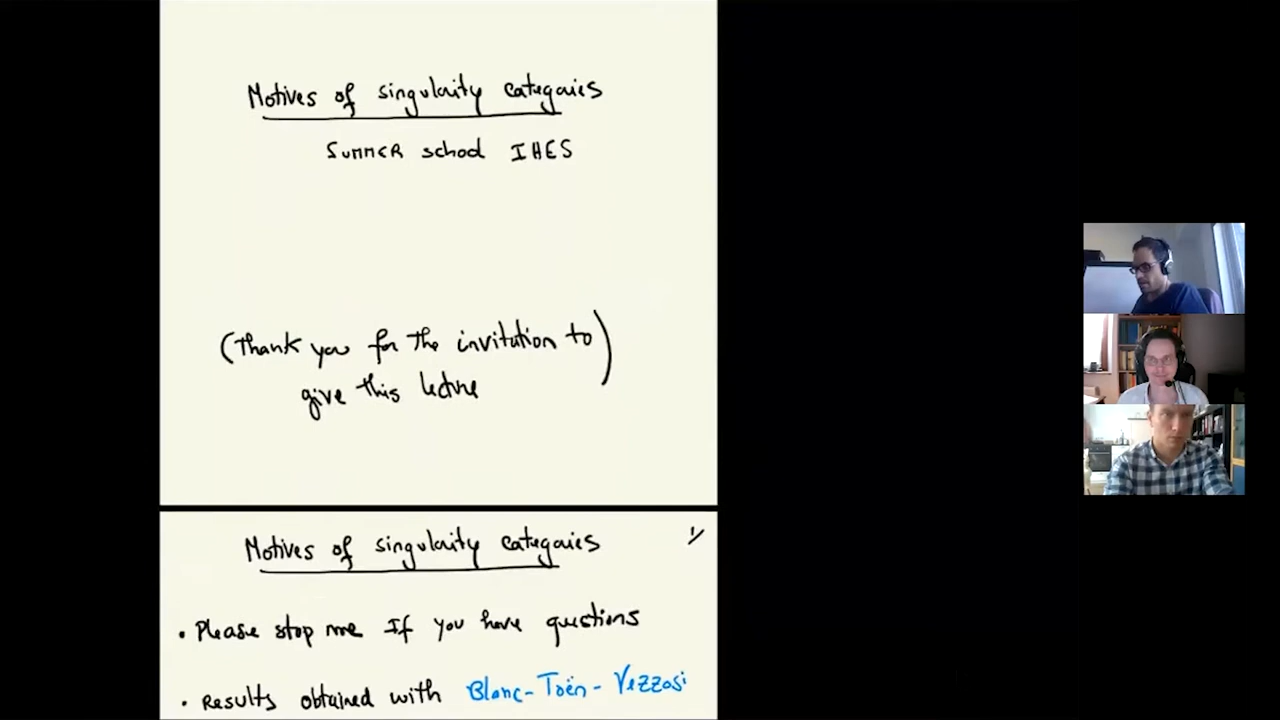 Motives of singularity categories
SUMMER school IHES
(Thank you for the invitation to
give this lecture)
Motives of singularity categories 1/
• Please stop me If you have questions
• Results obtained with Blanc-Toën-Vezzosi